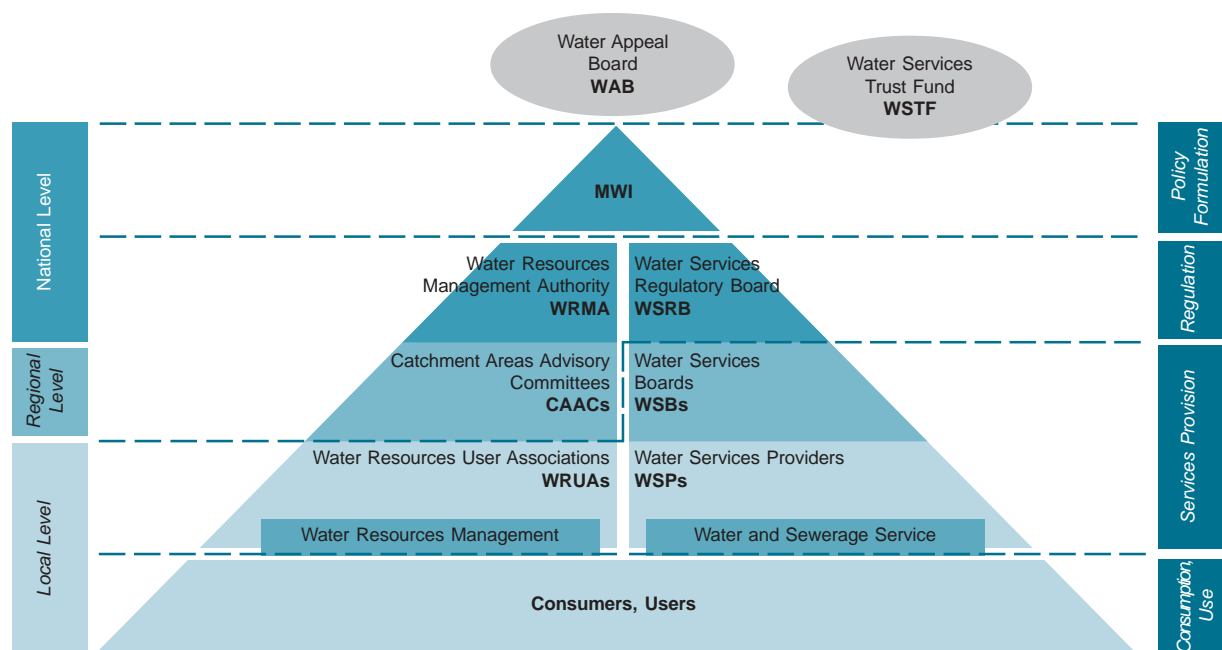 Water Appeal
Board
WAB
Water Services
Trust Fund
WSTF
National Level
Policy
Formulation
MWI
Water Resources
Management Authority
WRMA
Water Services
Regulatory Board
WSRB
Regulation
Regional
Level
Catchment Areas Advisory
Committees
CAACs
Water Services
Boards
WSBs
Services Provision
Local Level
Water Resources User Associations
WRUAs
Water Services Providers
WSPs
Water Resources Management
Water and Sewerage Service
Consumers, Users
Consumption,
Use